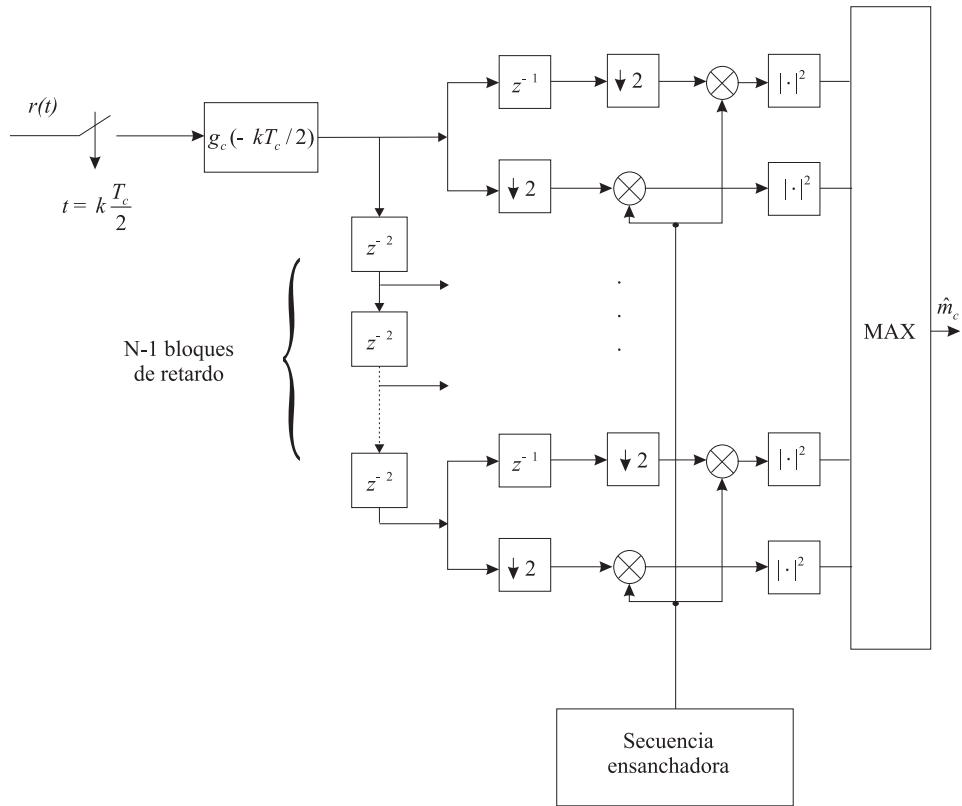 r(t)
t = k T_c/2
g_c(- kT_c/2)
z^-1
↓ 2
|·|^2
↓ 2
|·|^2
z^-2
z^-2
N-1 bloques
de retardo
z^-2
MAX
m̂_c
z^-1
↓ 2
|·|^2
↓ 2
|·|^2
Secuencia
ensanchadora